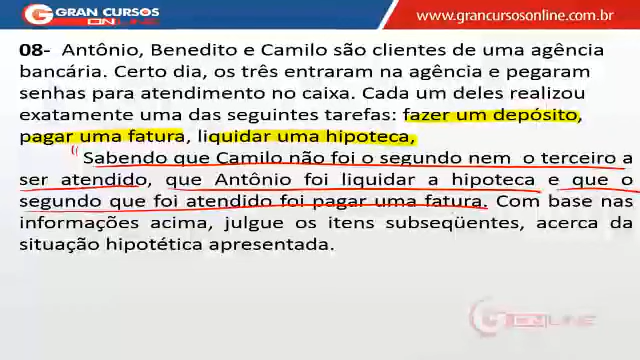 GRAN CURSOS
ONLINE
www.grancursosonline.com.br
08- Antônio, Benedito e Camilo são clientes de uma agência
bancária. Certo dia, os três entraram na agência e pegaram
senhas para atendimento no caixa. Cada um deles realizou
exatamente uma das seguintes tarefas: fazer um depósito,
pagar uma fatura, liquidar uma hipoteca,
Sabendo que Camilo não foi o segundo nem o terceiro a
ser atendido, que Antônio foi liquidar a hipoteca e que o
segundo que foi atendido foi pagar uma fatura. Com base nas
informações acima, julgue os itens subseqüentes, acerca da
situação hipotética apresentada.
G ONLINE